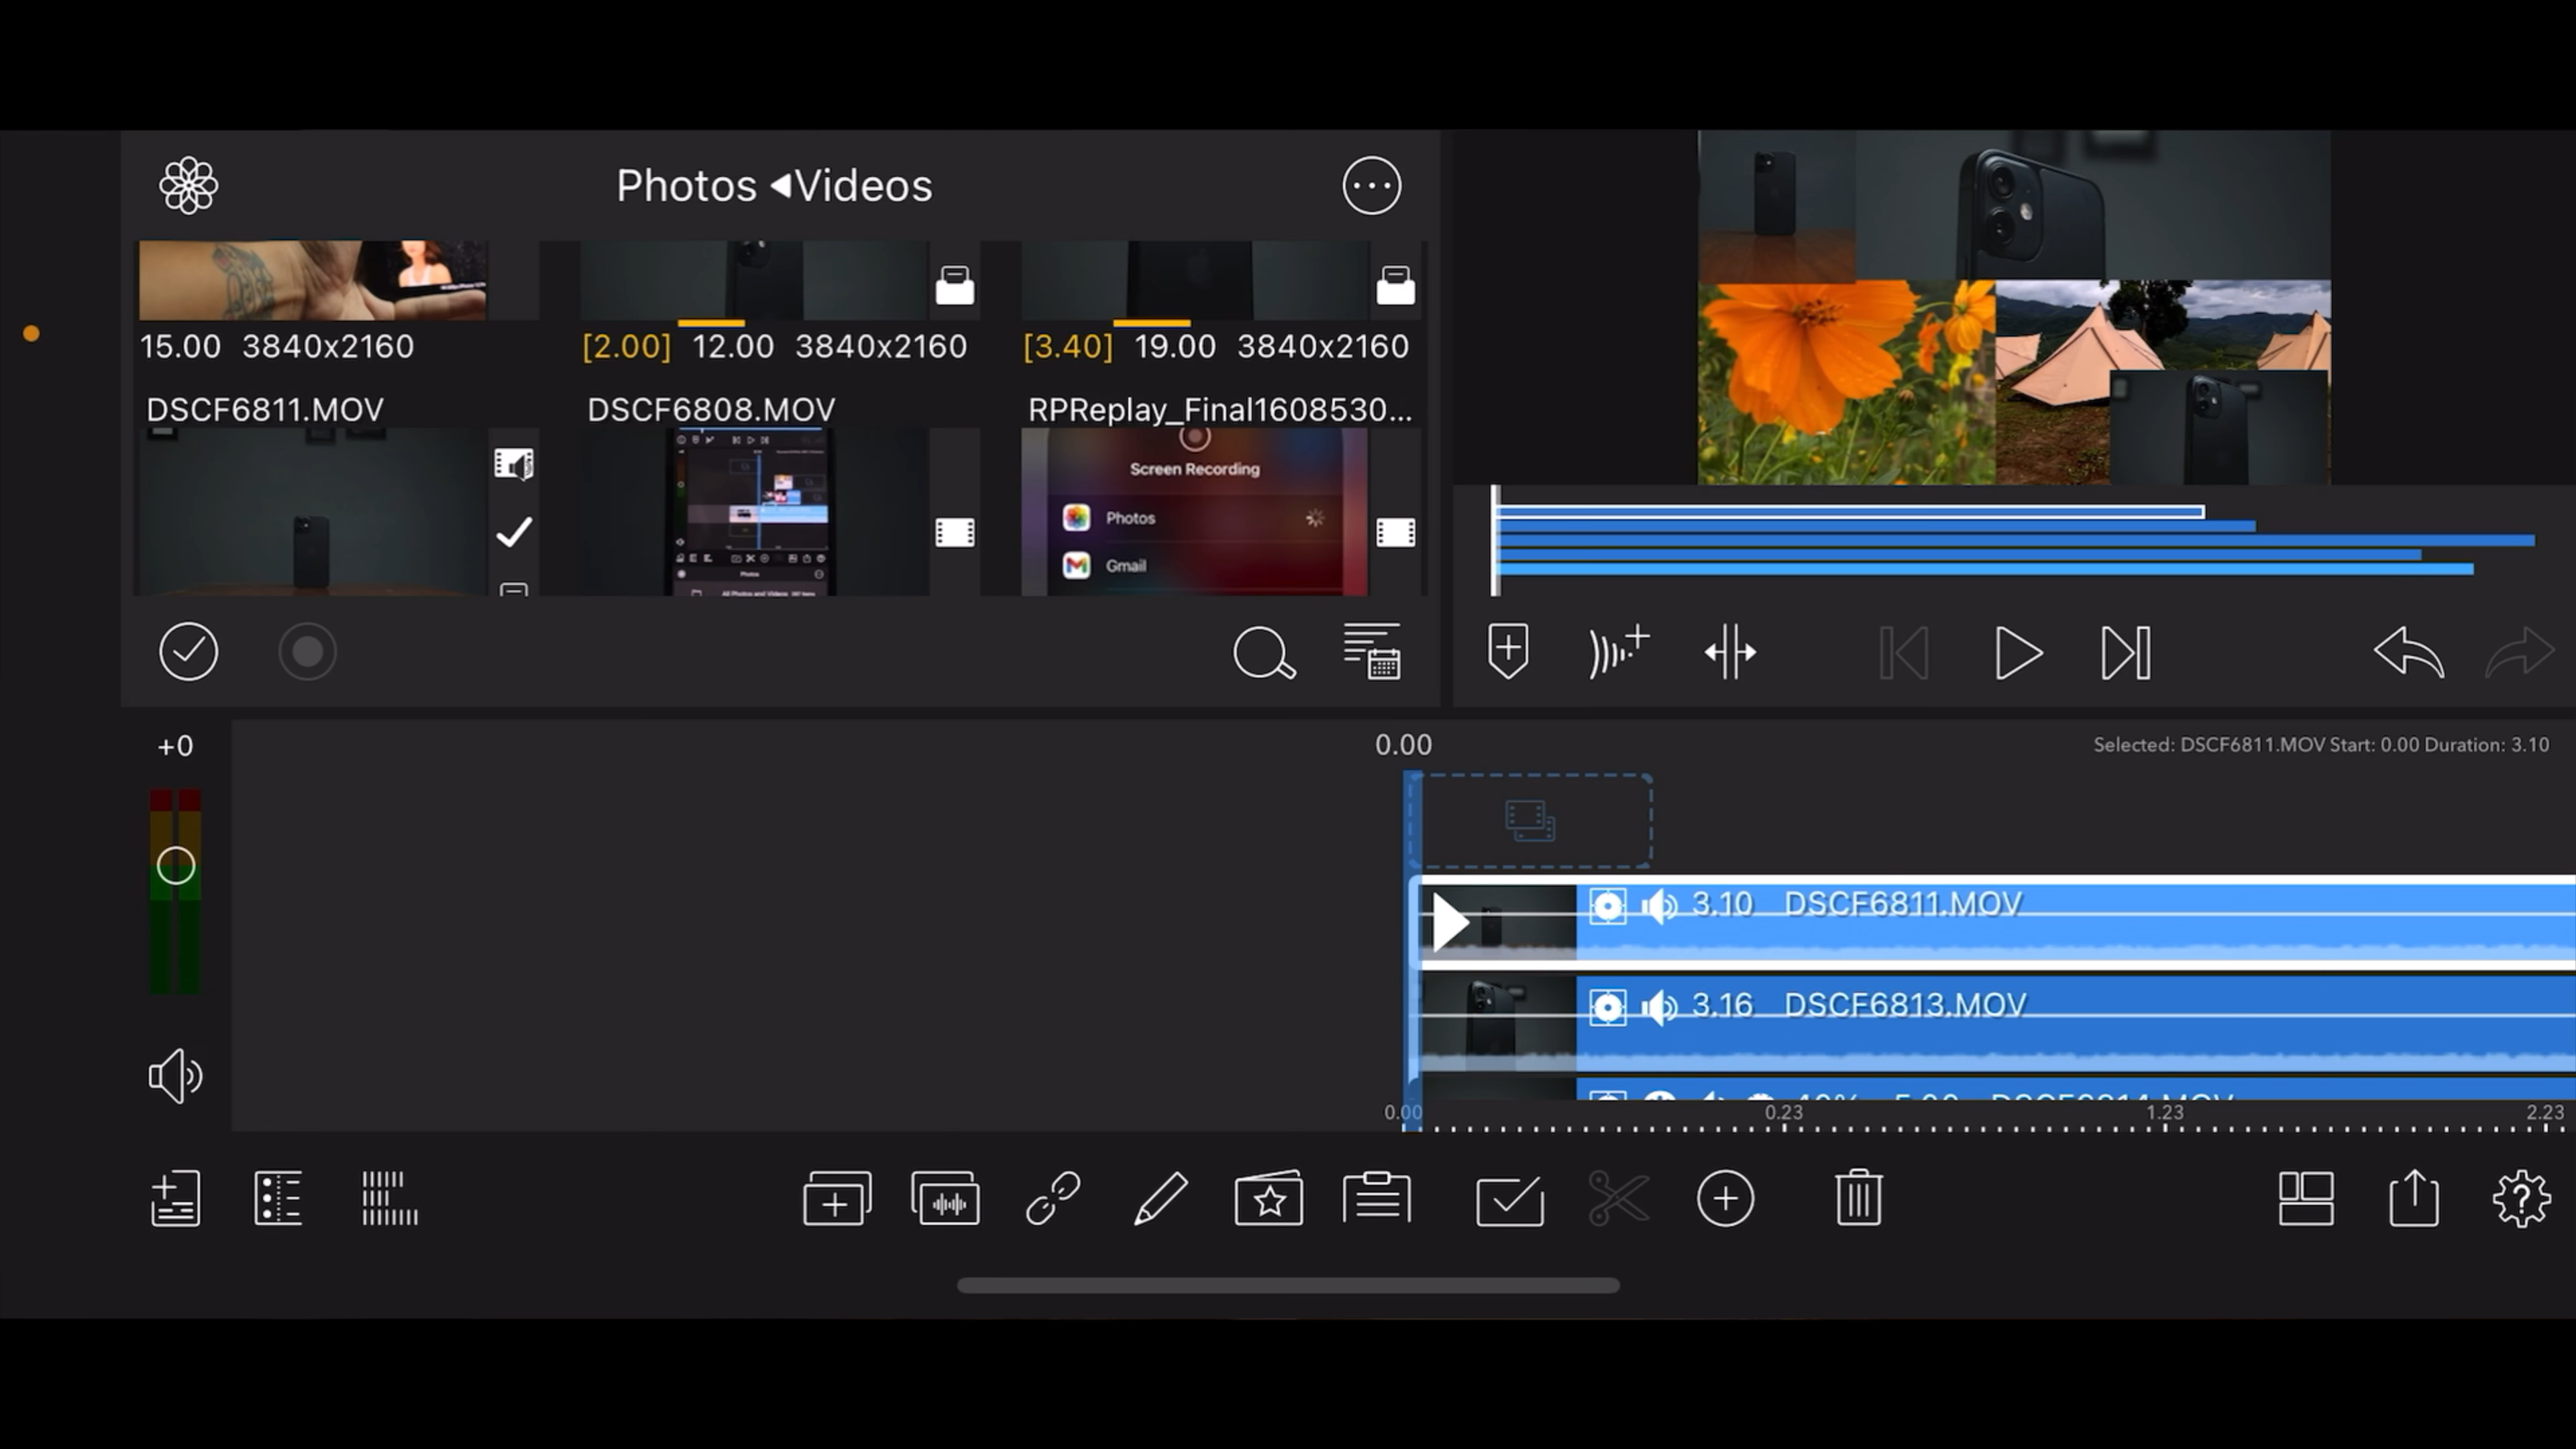 Photos ◀Videos
15.00 3840x2160
[2.00] 12.00 3840x2160
[3.40] 19.00 3840x2160
DSCF6811.MOV
DSCF6808.MOV
RPReplay_Final1608530...
Screen Recording
Photos
Gmail
Photos
+0
0.00
Selected: DSCF6811.MOV Start: 0.00 Duration: 3.10
3.10 DSCF6811.MOV
3.16 DSCF6813.MOV
0.00
0.23
1.23
2.23